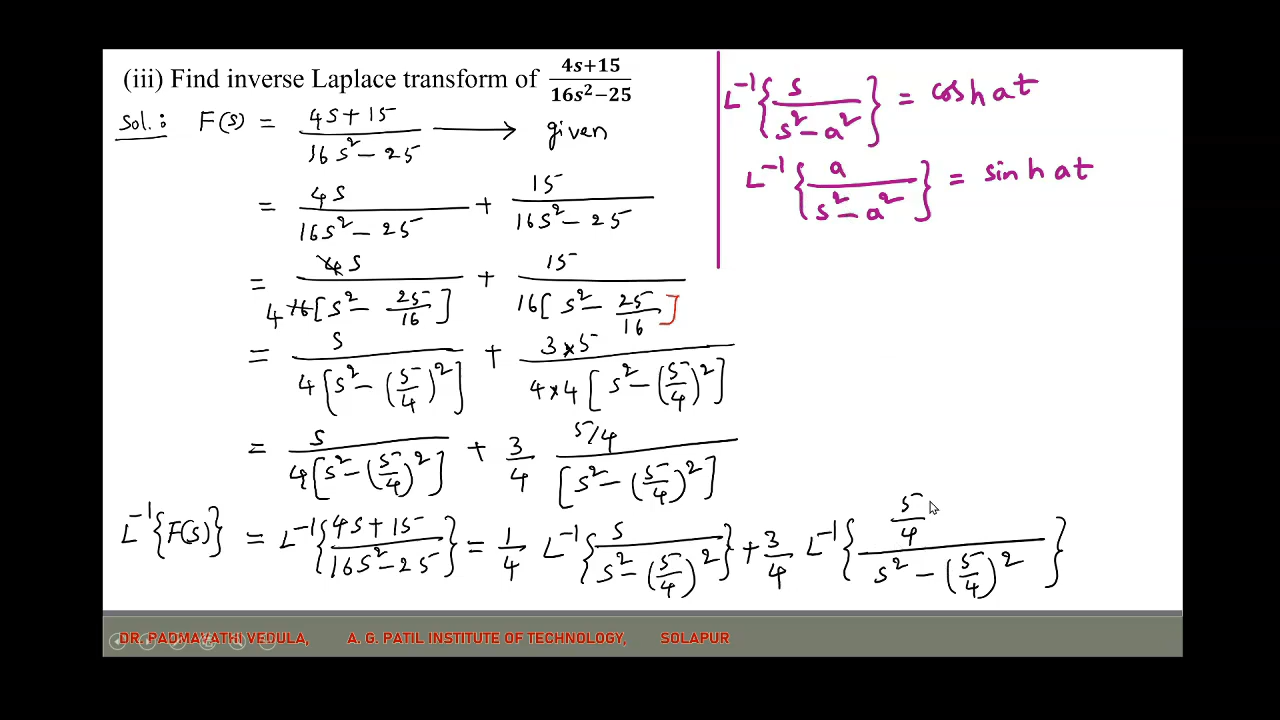 (iii) Find inverse Laplace transform of (4s+15)/(16s²−25)
Sol.: F(s) = (4s+15)/(16s²−25) ⟶ given
= 4s/(16s²−25) + 15/(16s²−25)
= 4s/(4 16[s²−25/16]) + 15/(16[s²−25/16])
= s/(4[s²−(5/4)²]) + (3×5)/(4×4[s²−(5/4)²])
= s/(4[s²−(5/4)²]) + 3/4 (5/4)/([s²−(5/4)²])
L⁻¹{F(s)} = L⁻¹{(4s+15)/(16s²−25)} = 1/4 L⁻¹{s/(s²−(5/4)²)} + 3/4 L⁻¹{(5/4)/(s²−(5/4)²)}
L⁻¹{s/(s²−a²)} = cosh at
L⁻¹{a/(s²−a²)} = sinh at
DR. PADMAVATHI VEDULA, A. G. PATIL INSTITUTE OF TECHNOLOGY, SOLAPUR